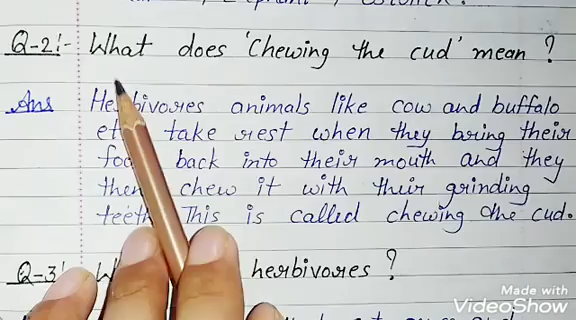 Q-2!- What does 'Chewing the cud' mean ?
Ans Herbivores animals like cow and buffalo
take rest when they bring their
back into their mouth and they
chew it with their grinding
teeth This is called chewing the cud.
Q-3! herbivores ?
Made with
VideoShow